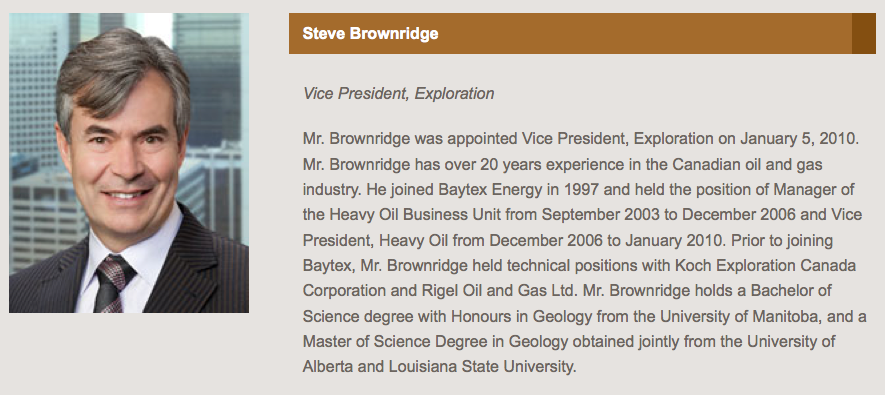 Steve Brownridge
Vice President, Exploration
Mr. Brownridge was appointed Vice President, Exploration on January 5, 2010.
Mr. Brownridge has over 20 years experience in the Canadian oil and gas
industry. He joined Baytex Energy in 1997 and held the position of Manager of
the Heavy Oil Business Unit from September 2003 to December 2006 and Vice
President, Heavy Oil from December 2006 to January 2010. Prior to joining
Baytex, Mr. Brownridge held technical positions with Koch Exploration Canada
Corporation and Rigel Oil and Gas Ltd. Mr. Brownridge holds a Bachelor of
Science degree with Honours in Geology from the University of Manitoba, and a
Master of Science Degree in Geology obtained jointly from the University of
Alberta and Louisiana State University.